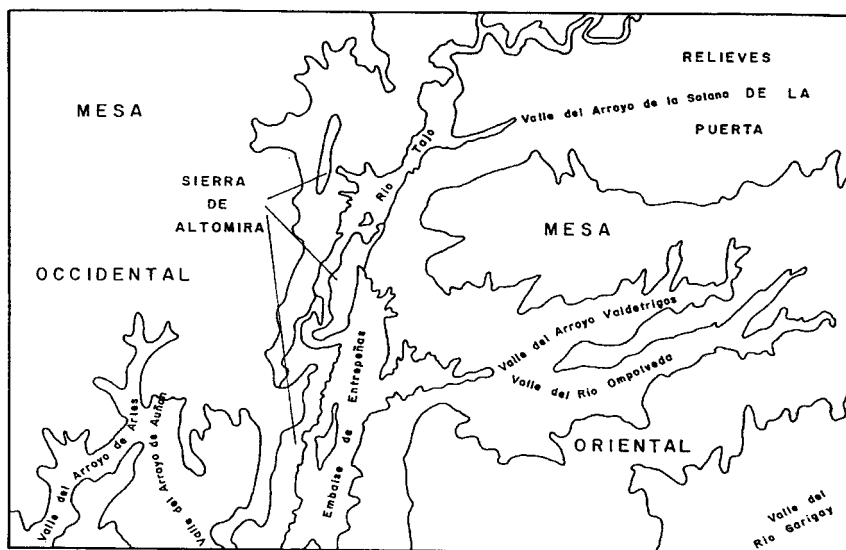 RELIEVES
DE LA
PUERTA
MESA
Valle del Arroyo de la Solana
Río Tajo
SIERRA
DE
ALTOMIRA
MESA
OCCIDENTAL
Valle del Arroyo Valdetrigos
Valle del Río Ompolveda
Embalse de Entrepeñas
Valle del Arroyo de Arles
Valle del Arroyo de Auñón
ORIENTAL
Valle del
Río Garigay